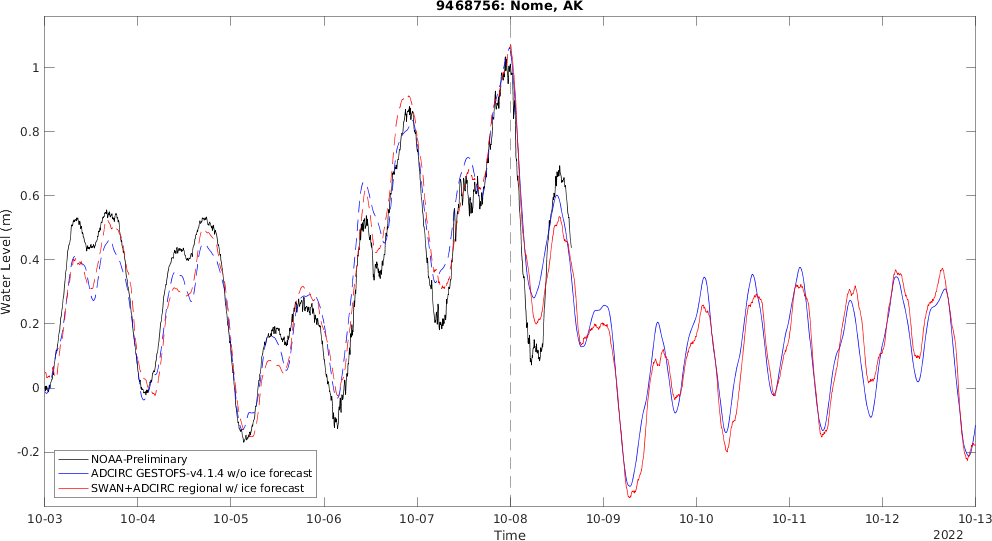 9468756: Nome, AK
Water Level (m)
1
0.8
0.6
0.4
0.2
0
-0.2
NOAA-Preliminary
ADCIRC GESTOFS-v4.1.4 w/o ice forecast
SWAN+ADCIRC regional w/ ice forecast
10-03 10-04 10-05 10-06 10-07 10-08 10-09 10-10 10-11 10-12 10-13
Time
2022